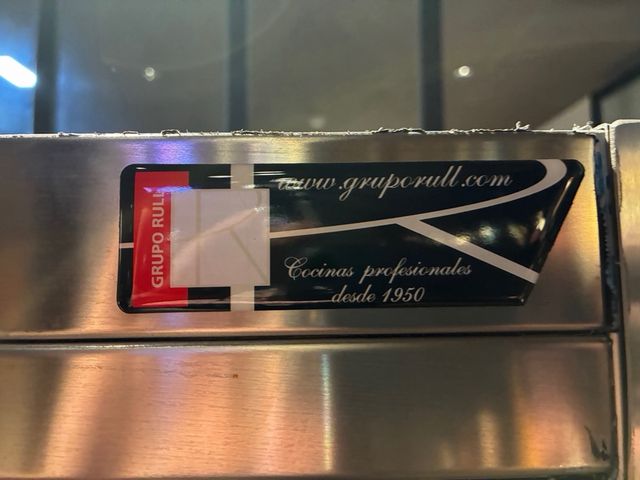 GRUPO RULL
www.gruporull.com
Cocinas profesionales
desde 1950